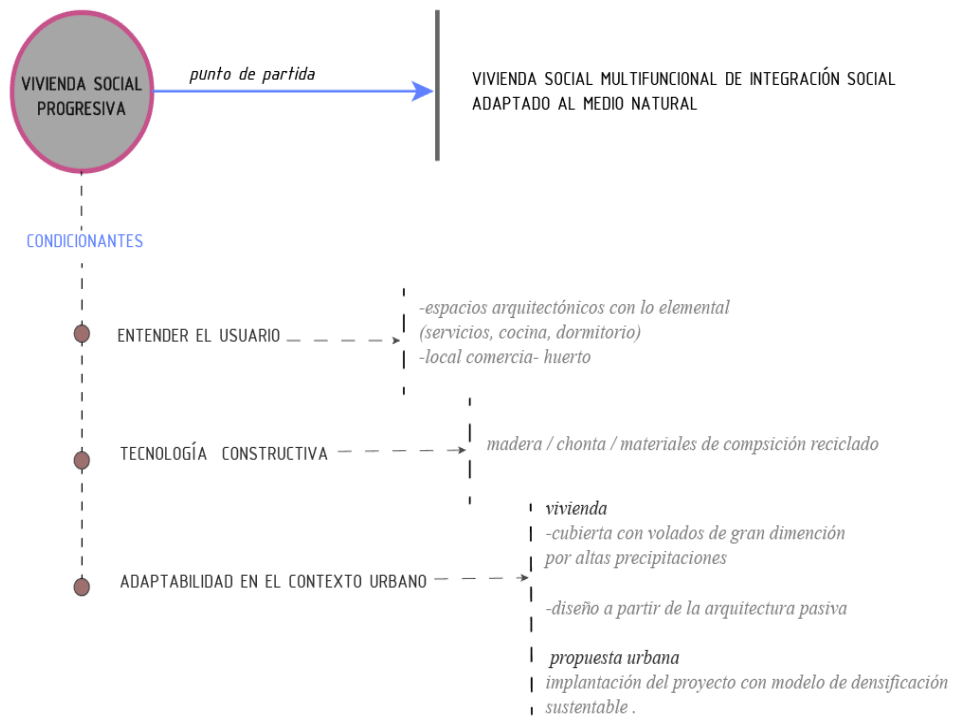 VIVIENDA SOCIAL
PROGRESIVA
punto de partida
VIVIENDA SOCIAL MULTIFUNCIONAL DE INTEGRACIÓN SOCIAL
ADAPTADO AL MEDIO NATURAL
CONDICIONANTES
ENTENDER EL USUARIO
-espacios arquitectónicos con lo elemental
(servicios, cocina, dormitorio)
-local comercia- huerto
TECNOLOGÍA CONSTRUCTIVA
madera / chonta / materiales de compsición reciclado
ADAPTABILIDAD EN EL CONTEXTO URBANO
vivienda
-cubierta con volados de gran dimención
por altas precipitaciones
-diseño a partir de la arquitectura pasiva
propuesta urbana
implantación del proyecto con modelo de densificación
sustentable .